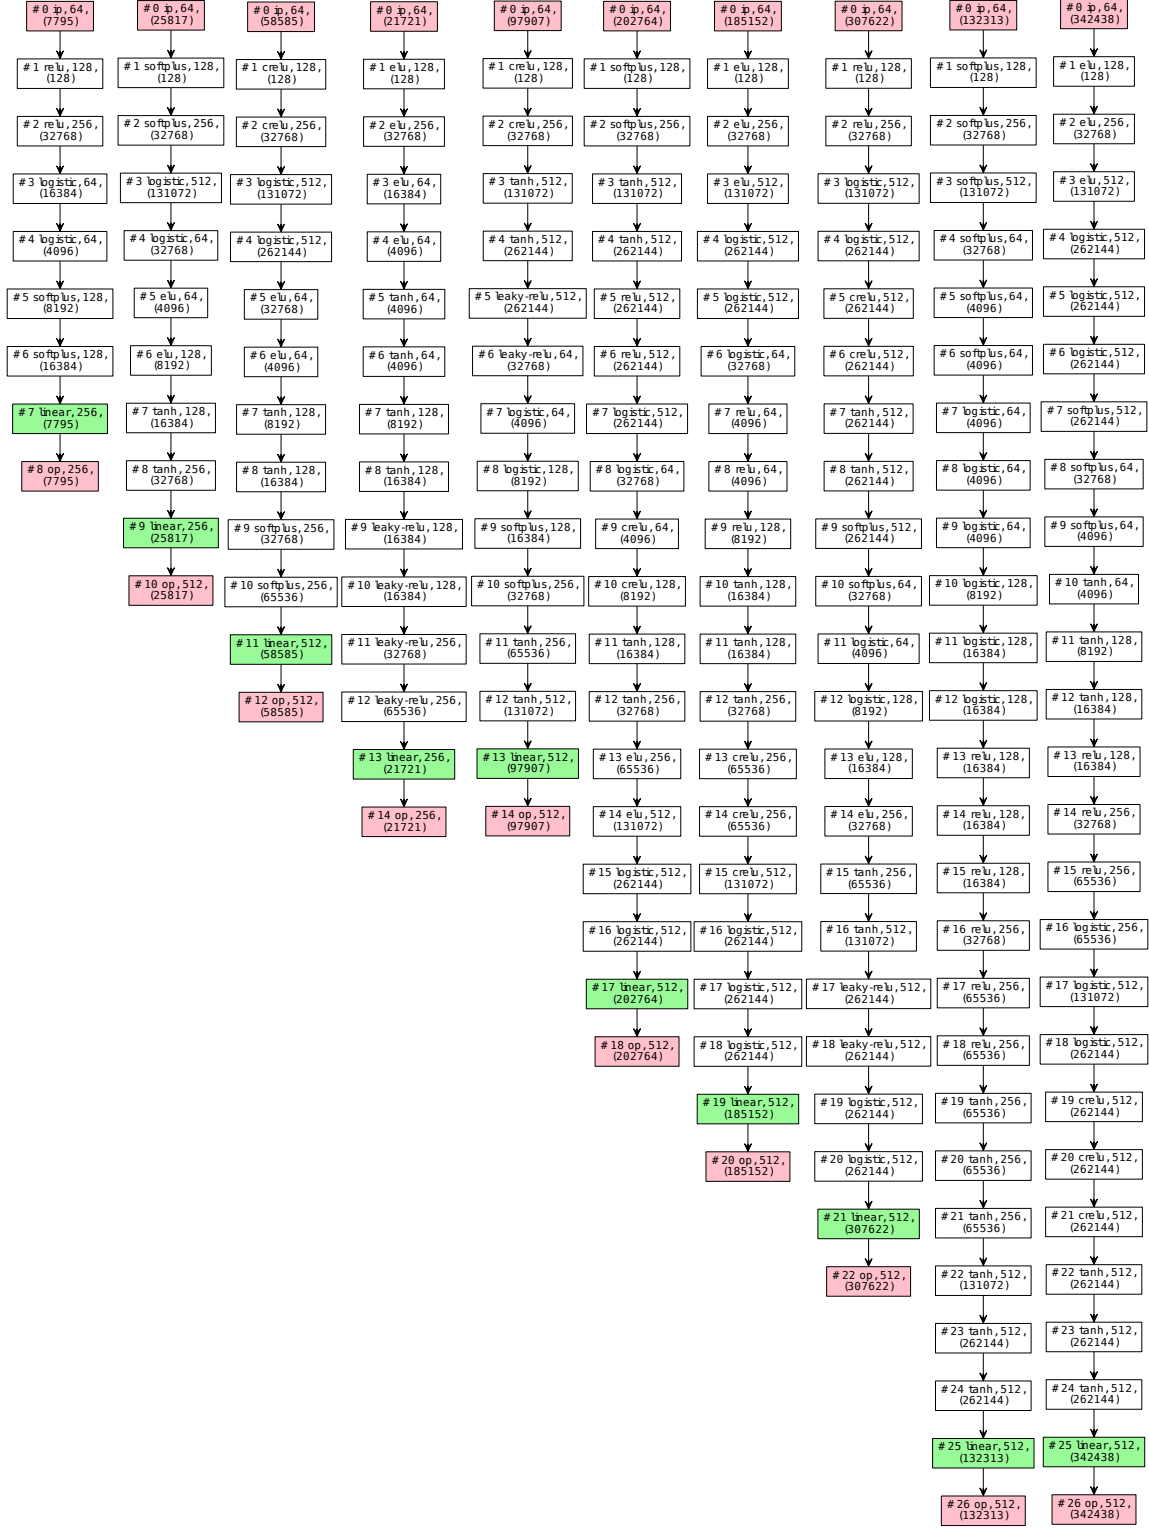 #0 ip,64,
(7795)
#1 relu,128,
(128)
#2 relu,256,
(32768)
#3 logistic,64,
(16384)
#4 logistic,64,
(4096)
#5 softplus,128,
(8192)
#6 softplus,128,
(16384)
#7 linear,256,
(7795)
#8 op,256,
(7795)
#0 ip,64,
(25817)
#1 softplus,128,
(128)
#2 softplus,256,
(32768)
#3 logistic,512,
(131072)
#4 logistic,64,
(32768)
#5 elu,64,
(4096)
#6 elu,128,
(8192)
#7 tanh,128,
(16384)
#8 tanh,256,
(32768)
#9 linear,256,
(25817)
#10 op,512,
(25817)
#0 ip,64,
(58585)
#1 crelu,128,
(128)
#2 crelu,256,
(32768)
#3 logistic,512,
(131072)
#4 logistic,512,
(262144)
#5 elu,64,
(32768)
#6 elu,64,
(4096)
#7 tanh,128,
(8192)
#8 tanh,128,
(16384)
#9 softplus,256,
(32768)
#10 softplus,256,
(65536)
#11 linear,512,
(58585)
#12 op,512,
(58585)
#0 ip,64,
(21721)
#1 elu,128,
(128)
#2 elu,256,
(32768)
#3 elu,64,
(16384)
#4 elu,64,
(4096)
#5 tanh,64,
(4096)
#6 tanh,64,
(4096)
#7 tanh,128,
(8192)
#8 tanh,128,
(16384)
#9 leaky-relu,128,
(16384)
#10 leaky-relu,128,
(16384)
#11 leaky-relu,256,
(32768)
#12 leaky-relu,256,
(65536)
#13 linear,256,
(21721)
#14 op,256,
(21721)
#0 ip,64,
(97907)
#1 crelu,128,
(128)
#2 crelu,256,
(32768)
#3 tanh,512,
(131072)
#4 tanh,512,
(262144)
#5 leaky-relu,512,
(262144)
#6 leaky-relu,64,
(32768)
#7 logistic,64,
(4096)
#8 logistic,128,
(8192)
#9 softplus,128,
(16384)
#10 softplus,256,
(32768)
#11 tanh,256,
(65536)
#12 tanh,512,
(131072)
#13 linear,512,
(97907)
#14 op,512,
(97907)
#0 ip,64,
(202764)
#1 softplus,128,
(128)
#2 softplus,256,
(32768)
#3 tanh,512,
(131072)
#4 tanh,512,
(262144)
#5 relu,512,
(262144)
#6 relu,512,
(262144)
#7 logistic,512,
(262144)
#8 logistic,64,
(32768)
#9 crelu,64,
(4096)
#10 crelu,128,
(8192)
#11 tanh,128,
(16384)
#12 tanh,256,
(32768)
#13 elu,256,
(65536)
#14 elu,512,
(131072)
#15 logistic,512,
(262144)
#16 logistic,512,
(262144)
#17 linear,512,
(202764)
#18 op,512,
(202764)
#0 ip,64,
(185152)
#1 elu,128,
(128)
#2 elu,256,
(32768)
#3 elu,512,
(131072)
#4 logistic,512,
(262144)
#5 logistic,512,
(262144)
#6 logistic,64,
(32768)
#7 relu,64,
(4096)
#8 relu,64,
(4096)
#9 relu,128,
(8192)
#10 tanh,128,
(16384)
#11 tanh,128,
(16384)
#12 tanh,256,
(32768)
#13 crelu,256,
(65536)
#14 crelu,256,
(65536)
#15 crelu,512,
(131072)
#16 logistic,512,
(262144)
#17 logistic,512,
(262144)
#18 logistic,512,
(262144)
#19 linear,512,
(185152)
#20 op,512,
(185152)
#0 ip,64,
(307622)
#1 relu,128,
(128)
#2 relu,256,
(32768)
#3 logistic,512,
(131072)
#4 logistic,512,
(262144)
#5 crelu,512,
(262144)
#6 crelu,512,
(262144)
#7 tanh,512,
(262144)
#8 tanh,512,
(262144)
#9 softplus,512,
(262144)
#10 softplus,64,
(32768)
#11 logistic,64,
(4096)
#12 logistic,128,
(8192)
#13 elu,128,
(16384)
#14 elu,256,
(32768)
#15 tanh,256,
(65536)
#16 tanh,512,
(131072)
#17 leaky-relu,512,
(262144)
#18 leaky-relu,512,
(262144)
#19 logistic,512,
(262144)
#20 logistic,512,
(262144)
#21 linear,512,
(307622)
#22 op,512,
(307622)
#0 ip,64,
(132313)
#1 softplus,128,
(128)
#2 softplus,256,
(32768)
#3 softplus,512,
(131072)
#4 softplus,64,
(32768)
#5 softplus,64,
(4096)
#6 softplus,64,
(4096)
#7 logistic,64,
(4096)
#8 logistic,64,
(4096)
#9 logistic,64,
(4096)
#10 logistic,128,
(8192)
#11 logistic,128,
(16384)
#12 logistic,128,
(16384)
#13 relu,128,
(16384)
#14 relu,128,
(16384)
#15 relu,128,
(16384)
#16 relu,256,
(32768)
#17 relu,256,
(65536)
#18 relu,256,
(65536)
#19 tanh,256,
(65536)
#20 tanh,256,
(65536)
#21 tanh,256,
(65536)
#22 tanh,512,
(131072)
#23 tanh,512,
(262144)
#24 tanh,512,
(262144)
#25 linear,512,
(132313)
#26 op,512,
(132313)
#0 ip,64,
(342438)
#1 elu,128,
(128)
#2 elu,256,
(32768)
#3 elu,512,
(131072)
#4 logistic,512,
(262144)
#5 logistic,512,
(262144)
#6 logistic,512,
(262144)
#7 softplus,512,
(262144)
#8 softplus,64,
(32768)
#9 softplus,64,
(4096)
#10 tanh,64,
(4096)
#11 tanh,128,
(8192)
#12 tanh,128,
(16384)
#13 relu,128,
(16384)
#14 relu,256,
(32768)
#15 relu,256,
(65536)
#16 logistic,256,
(65536)
#17 logistic,512,
(131072)
#18 logistic,512,
(262144)
#19 crelu,512,
(262144)
#20 crelu,512,
(262144)
#21 crelu,512,
(262144)
#22 tanh,512,
(262144)
#23 tanh,512,
(262144)
#24 tanh,512,
(262144)
#25 linear,512,
(342438)
#26 op,512,
(342438)